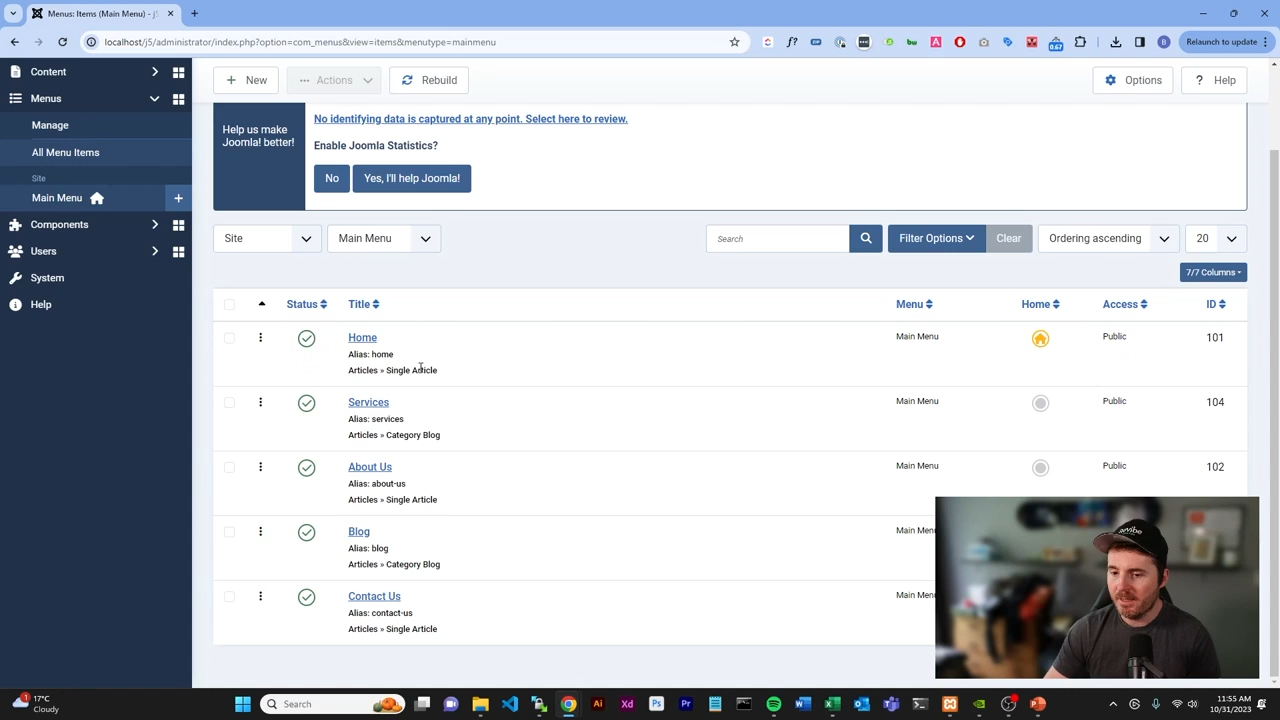 Menus: Items (Main Menu) - j5
localhost/j5/administrator/index.php?option=com_menus&view=items&menutype=mainmenu
0.67
B
Relaunch to update
Content
Menus
Manage
All Menu Items
Site
Main Menu
Components
Users
System
Help
New
Actions
Rebuild
Options
? Help
Help us make
Joomla! better!
No identifying data is captured at any point. Select here to review.
Enable Joomla Statistics?
No
Yes, I'll help Joomla!
Site
Main Menu
Search
Filter Options
Clear
Ordering ascending
20
7/7 Columns
Status
Title
Menu
Home
Access
ID
Home
Alias: home
Articles » Single Article
Main Menu
Public
101
Services
Alias: services
Articles » Category Blog
Main Menu
Public
104
About Us
Alias: about-us
Articles » Single Article
Main Menu
Public
102
Blog
Alias: blog
Articles » Category Blog
Main Menu
Contact Us
Alias: contact-us
Articles » Single Article
Main Menu
1
17°C
Cloudy
Search
11:55 AM
10/31/2023